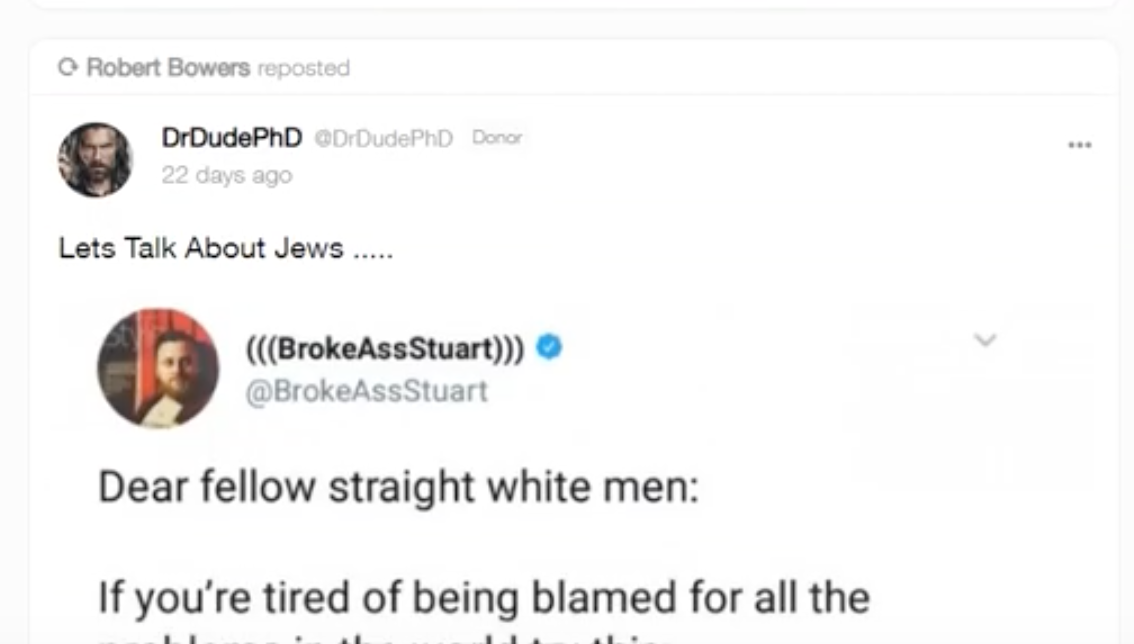 Robert Bowers reposted
DrDudePhD @DrDudePhD Donor
22 days ago
Lets Talk About Jews .....
(((BrokeAssStuart)))
@BrokeAssStuart
Dear fellow straight white men:
If you're tired of being blamed for all the